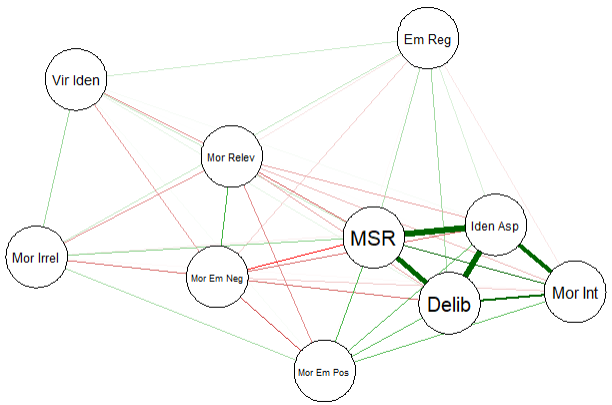 Em Reg
Vir Iden
Mor Relev
Iden Asp
MSR
Mor Irrel
Mor Em Neg
Mor Int
Delib
Mor Em Pos